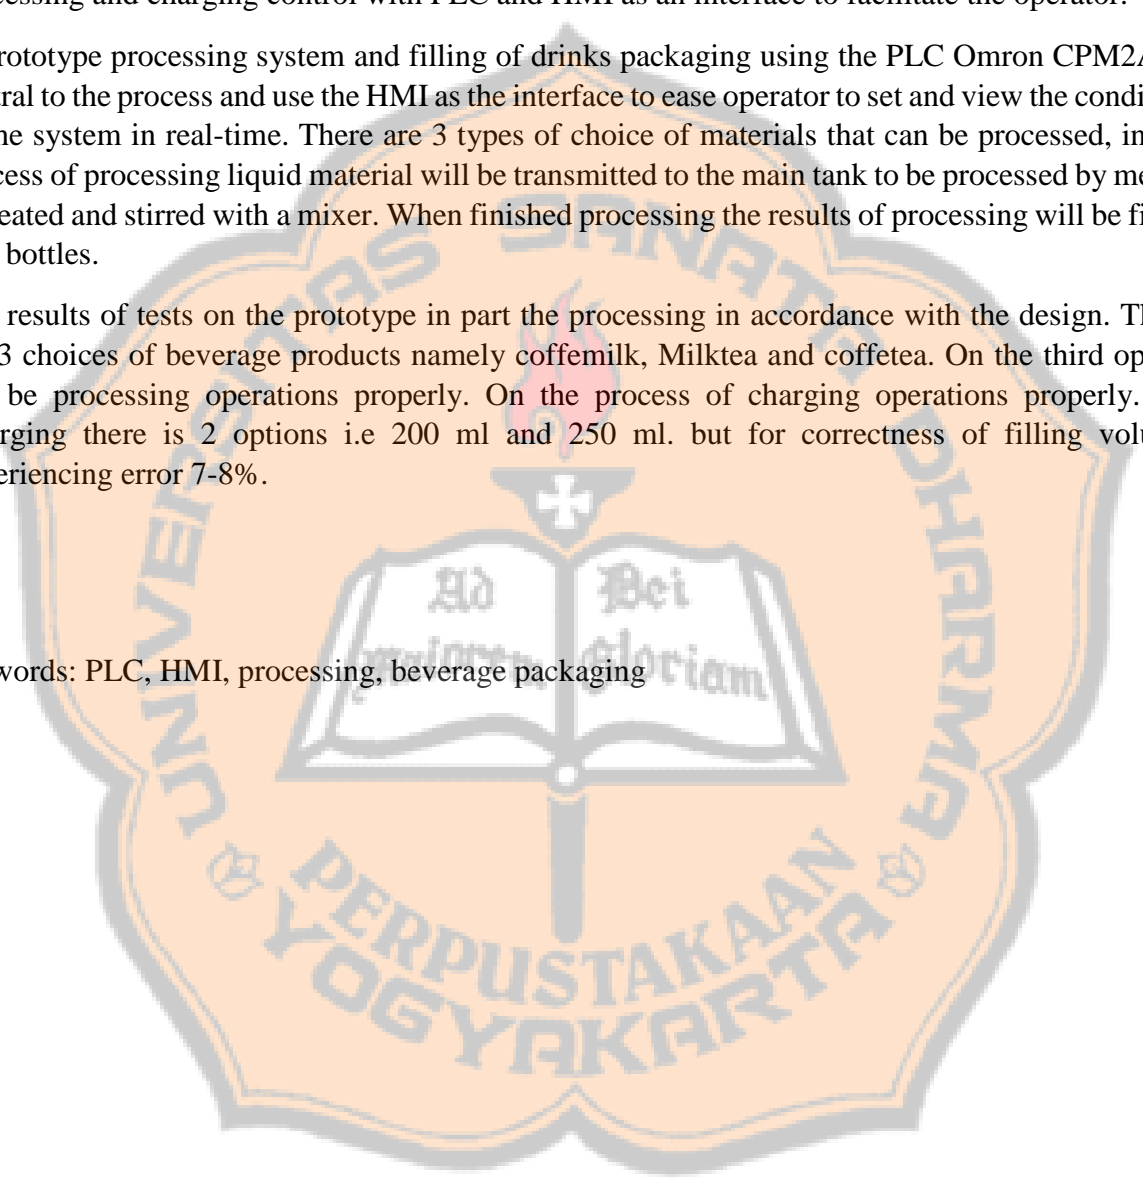 essing and charging control with PLC and HMI as an interface to facilitate the operator.
rototype processing system and filling of drinks packaging using the PLC Omron CPM2A
tral to the process and use the HMI as the interface to ease operator to set and view the condi
ne system in real-time. There are 3 types of choice of materials that can be processed, in
cess of processing liquid material will be transmitted to the main tank to be processed by me
eated and stirred with a mixer. When finished processing the results of processing will be fi
bottles.
results of tests on the prototype in part the processing in accordance with the design. Th
3 choices of beverage products namely coffemilk, Milktea and coffetea. On the third op
be processing operations properly. On the process of charging operations properly.
rging there is 2 options i.e 200 ml and 250 ml. but for correctness of filling volu
eriencing error 7-8%.
words: PLC, HMI, processing, beverage packaging
UNIVERSITAS SANATA DHARMA
Ad Dei
maiorem gloriam
PERPUSTAKAAN
YOGYAKARTA